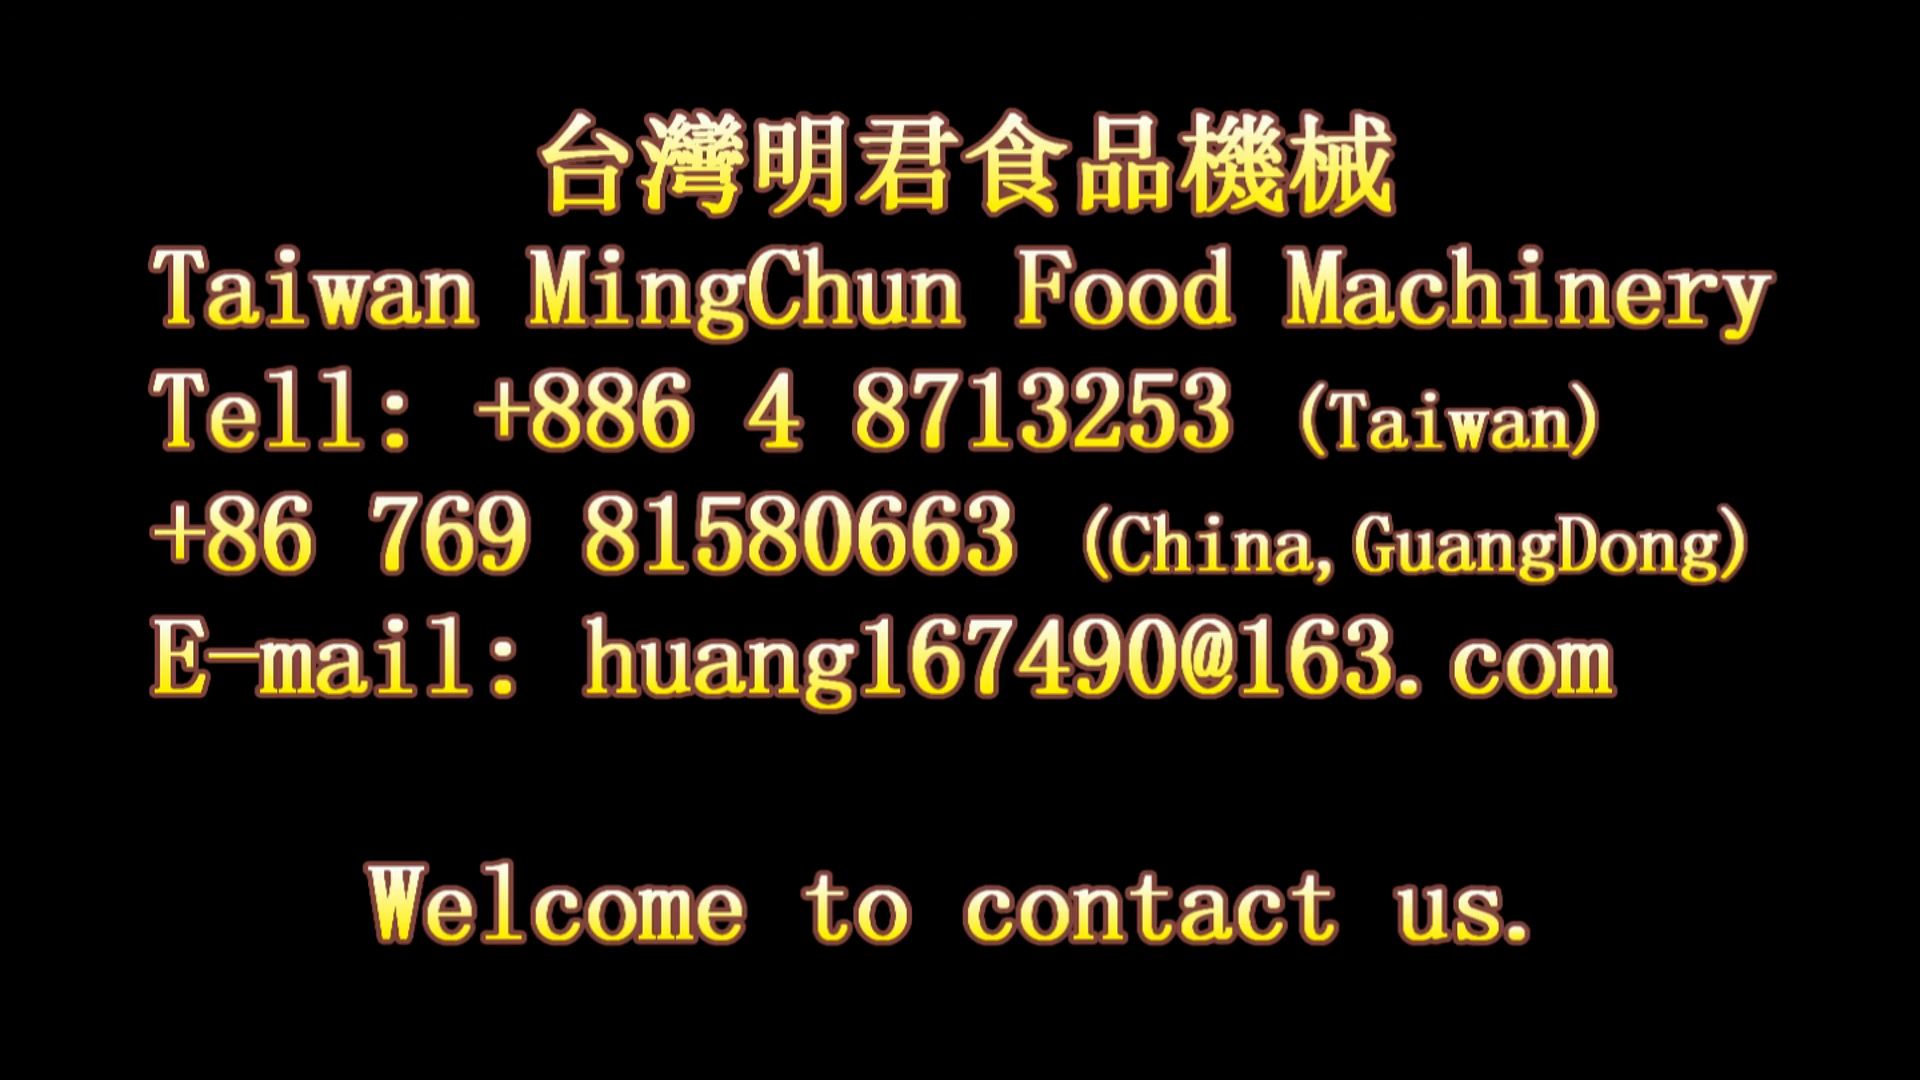 台灣明君食品機械
Taiwan MingChun Food Machinery
Tell: +886 4 8713253 (Taiwan)
+86 769 81580663 (China,GuangDong)
E-mail: huang167490@163.com
Welcome to contact us.